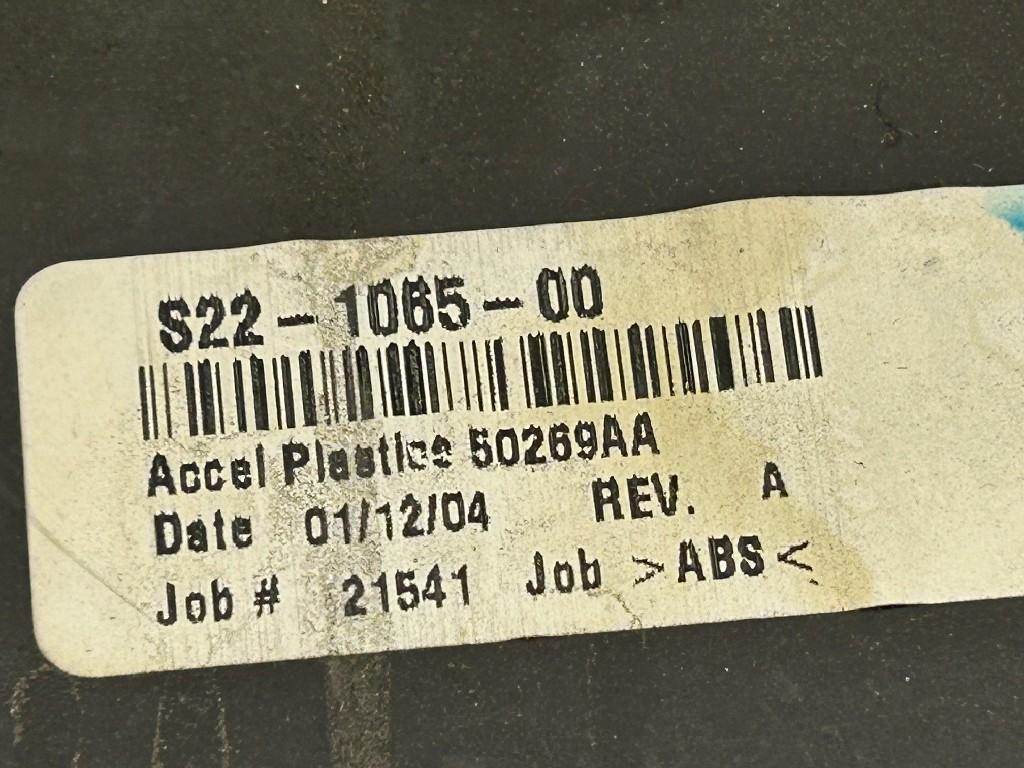 S22-1065-00
Accel Plastics 50269AA
Date 01/12/04 REV. A
Job # 21541 Job >ABS<